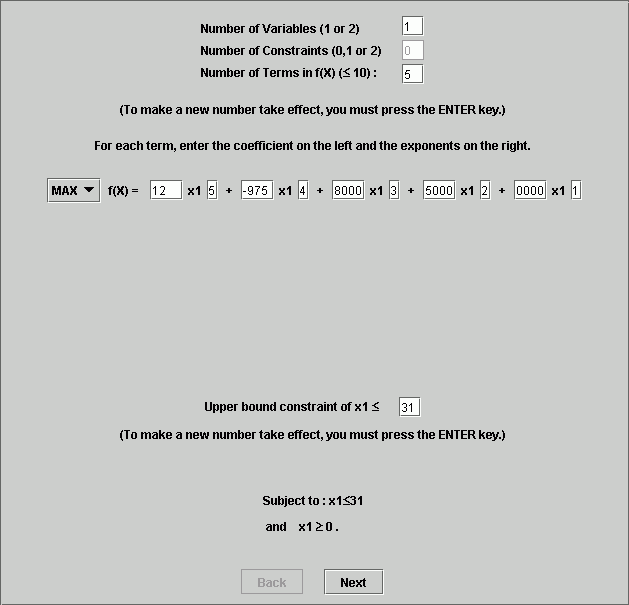 Number of Variables (1 or 2) 1
Number of Constraints (0,1 or 2) 0
Number of Terms in f(X) (≤ 10) : 5
(To make a new number take effect, you must press the ENTER key.)
For each term, enter the coefficient on the left and the exponents on the right.
MAX f(X) = 12 x1 5 + -975 x1 4 + 8000 x1 3 + 5000 x1 2 + 0000 x1 1
Upper bound constraint of x1 ≤ 31
(To make a new number take effect, you must press the ENTER key.)
Subject to : x1≤31
and x1 ≥ 0 .
Back Next